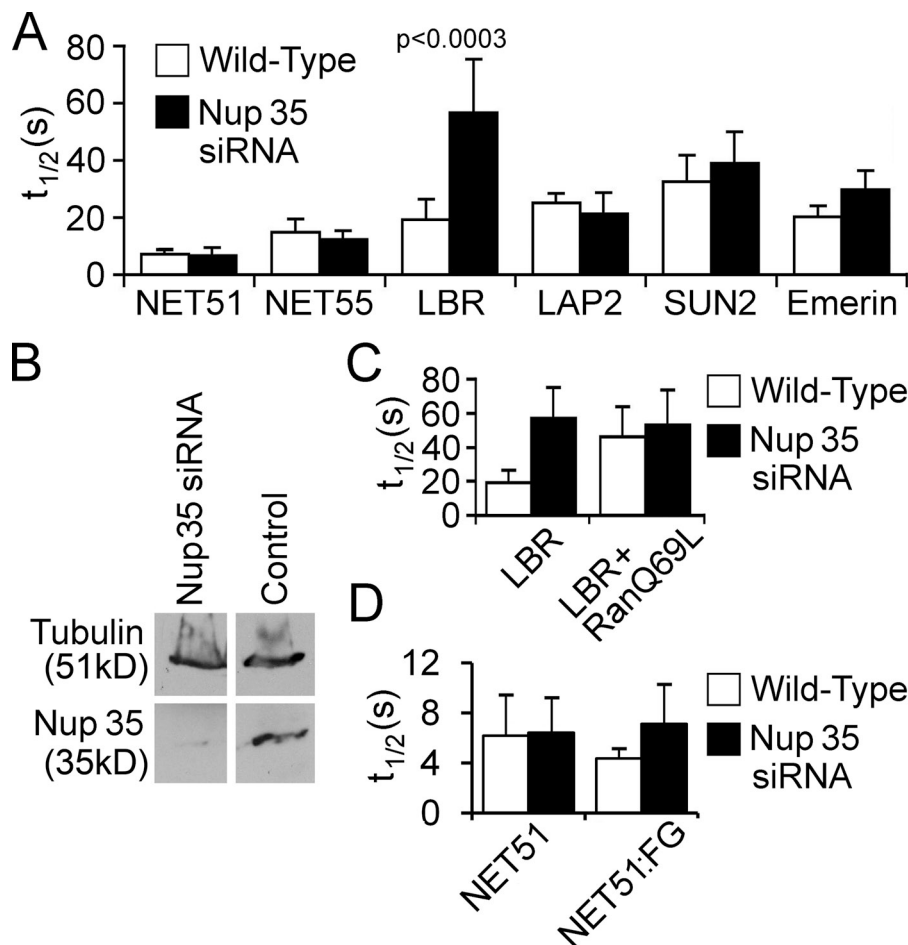 A
p<0.0003
Wild-Type
Nup 35
siRNA
t1/2(s)
80
60
40
20
0
NET51 NET55 LBR LAP2 SUN2 Emerin
B
Nup35 siRNA
Control
Tubulin
(51kD)
Nup 35
(35kD)
C
t1/2(s)
80
60
40
20
0
Wild-Type
Nup 35
siRNA
LBR
LBR+
RanQ69L
D
t1/2(s)
12
8
4
0
Wild-Type
Nup 35
siRNA
NET51
NET51:FG